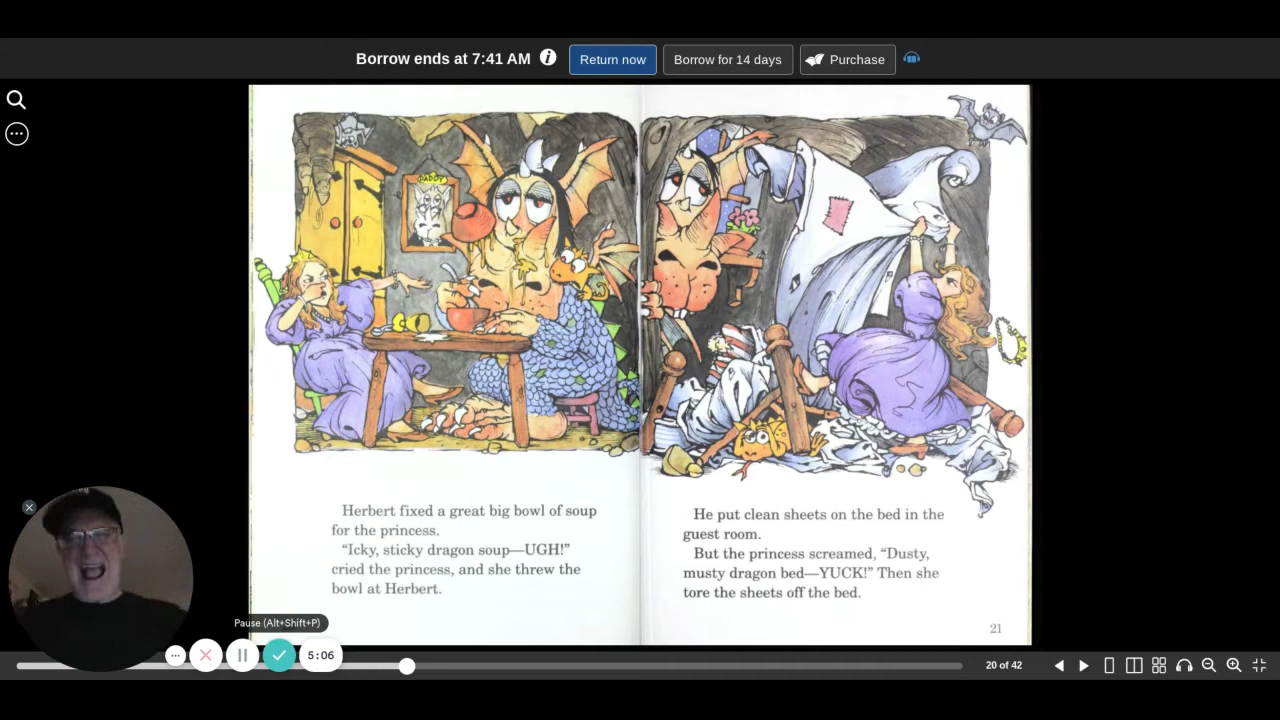 Borrow ends at 7:41 AM
Return now
Borrow for 14 days
Purchase
DADDY
Herbert fixed a great big bowl of soup
for the princess.
“Icky, sticky dragon soup—UGH!”
cried the princess, and she threw the
bowl at Herbert.
He put clean sheets on the bed in the
guest room.
But the princess screamed, “Dusty,
musty dragon bed—YUCK!” Then she
tore the sheets off the bed.
21
Pause (Alt+Shift+P)
5:06
20 of 42